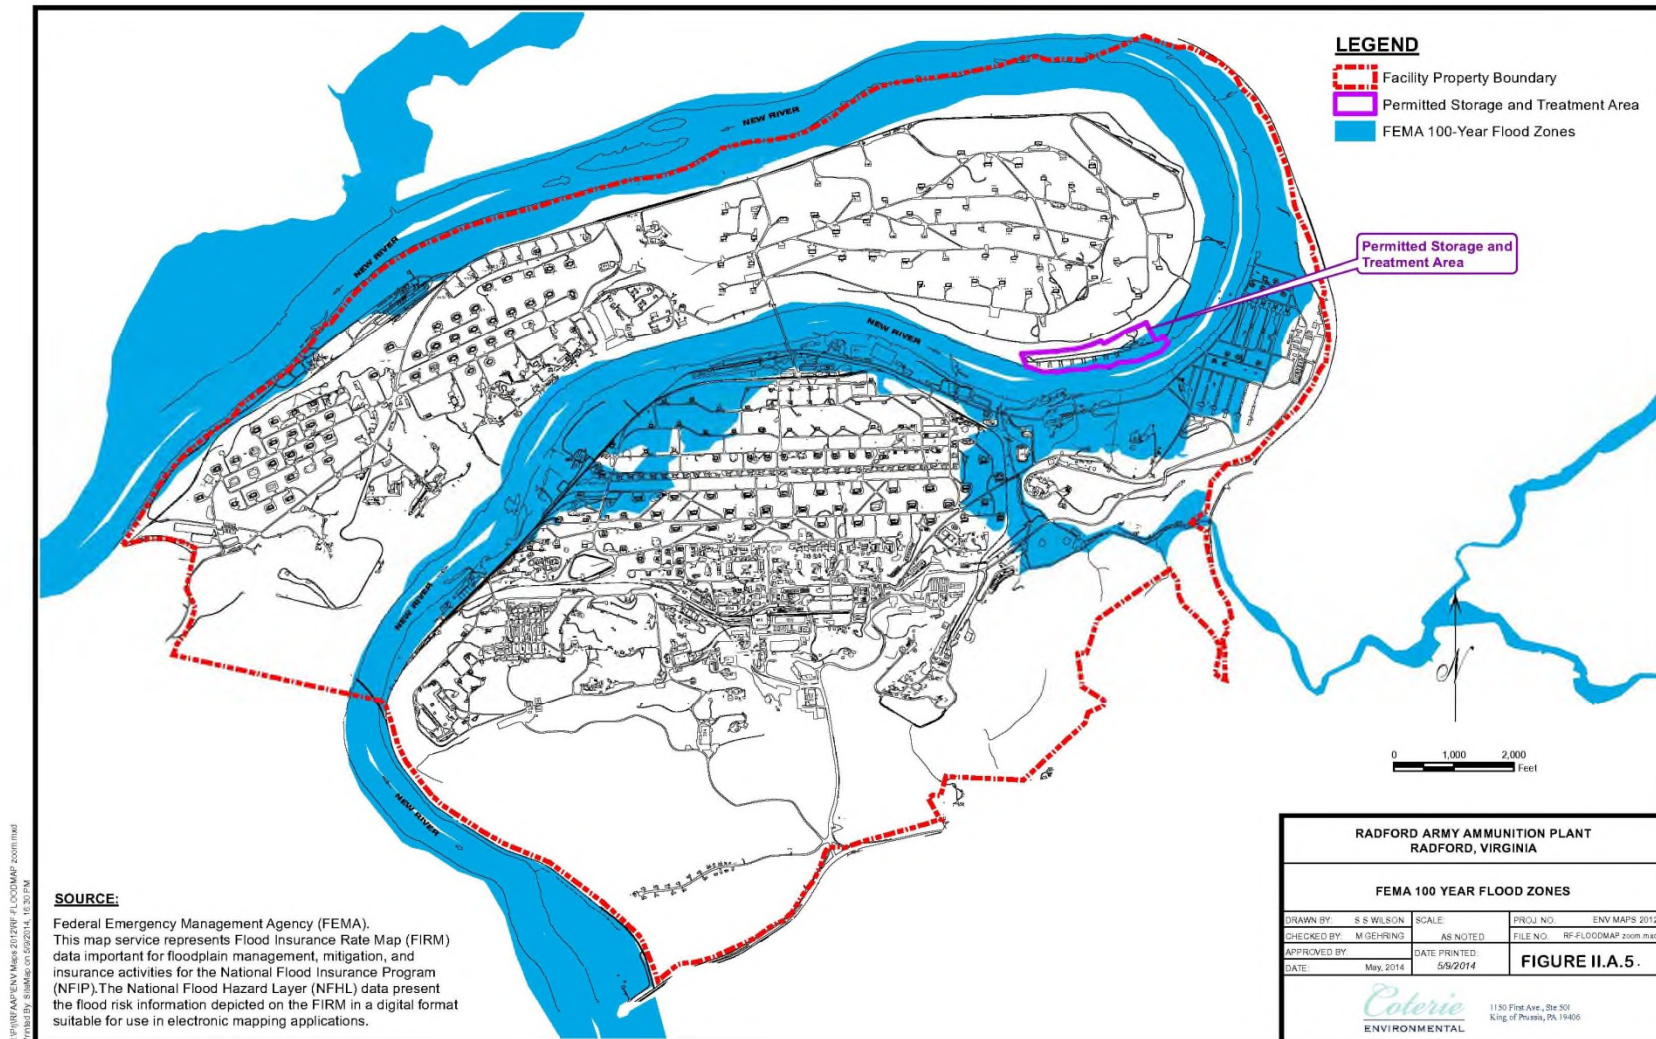 LEGEND
Facility Property Boundary
Permitted Storage and Treatment Area
FEMA 100-Year Flood Zones
NEW RIVER
NEW RIVER
Permitted Storage and
Treatment Area
NEW RIVER
NEW RIVER
NEW RIVER
N
0 1,000 2,000
Feet
SOURCE:
Federal Emergency Management Agency (FEMA).
This map service represents Flood Insurance Rate Map (FIRM)
data important for floodplain management, mitigation, and
insurance activities for the National Flood Insurance Program
(NFIP).The National Flood Hazard Layer (NFHL) data present
the flood risk information depicted on the FIRM in a digital format
suitable for use in electronic mapping applications.
RADFORD ARMY AMMUNITION PLANT
RADFORD, VIRGINIA
FEMA 100 YEAR FLOOD ZONES
DRAWN BY: S S WILSON SCALE: PROJ. NO. ENV MAPS 2012
CHECKED BY: M GEHRING AS NOTED FILE NO. RF-FLOODMAP zoom.mxd
APPROVED BY: DATE PRINTED:
DATE: May, 2014 5/9/2014 FIGURE II.A.5.
Coterie
ENVIRONMENTAL
1150 First Ave., Ste 501
King of Prussia, PA 19406